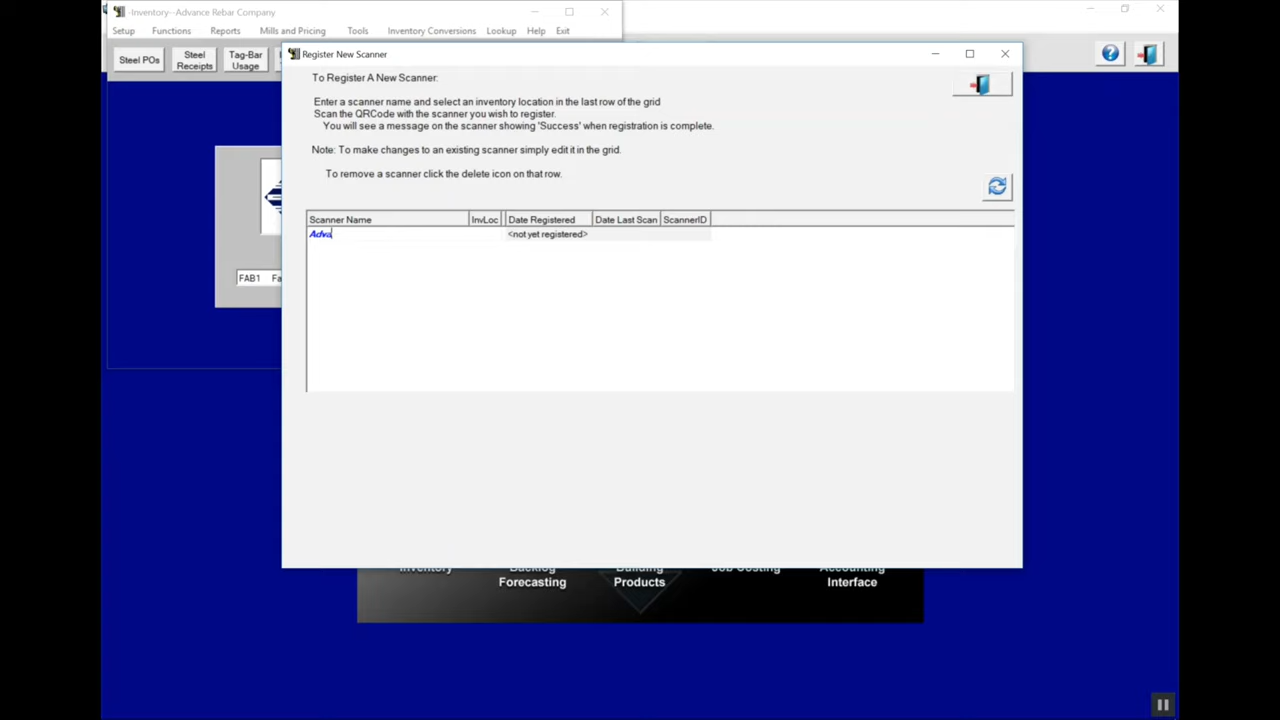 -Inventory--Advance Rebar Company
Setup Functions Reports Mills and Pricing Tools Inventory Conversions Lookup Help Exit
Steel POs
Steel Receipts
Tag-Bar Usage
Register New Scanner
To Register A New Scanner:
Enter a scanner name and select an inventory location in the last row of the grid
Scan the QRCode with the scanner you wish to register.
You will see a message on the scanner showing 'Success' when registration is complete.
Note: To make changes to an existing scanner simply edit it in the grid.
To remove a scanner click the delete icon on that row.
Scanner Name InvLoc Date Registered Date Last Scan ScannerID
Adva <not yet registered>
FAB1 Fa
Inventory
Backlog
Forecasting
Building
Products
Job Costing
Accounting
Interface